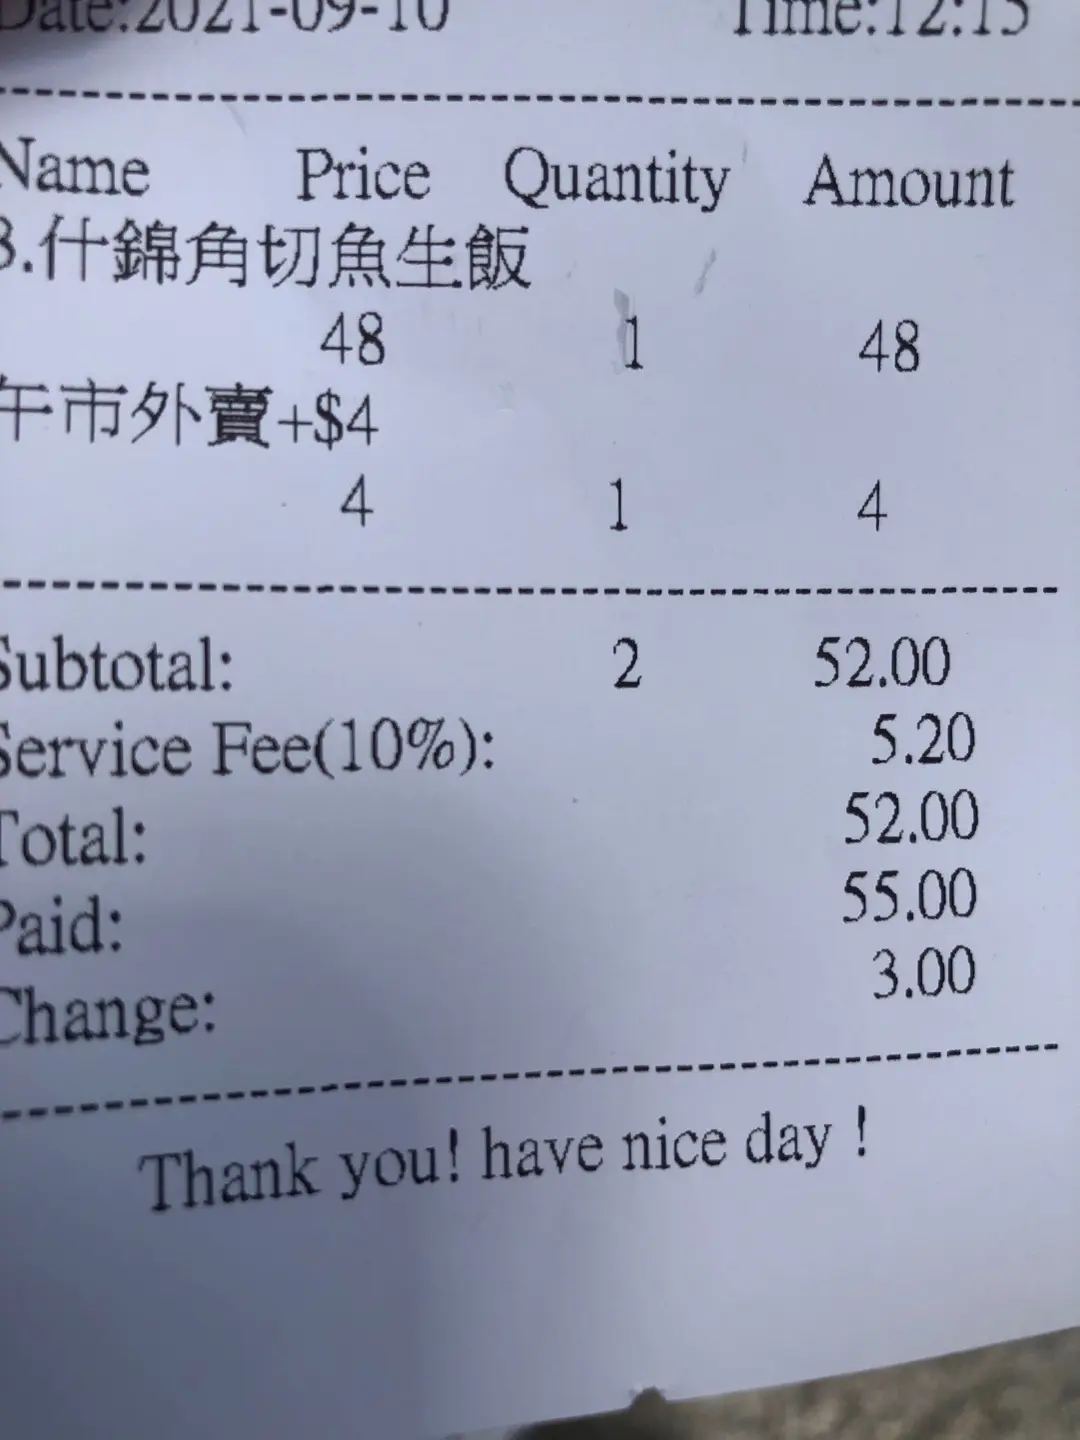 Date:2021-09-10 Time:12:15
Name Price Quantity Amount
3.什錦角切魚生飯
48 1 48
午市外賣+$4
4 1 4
Subtotal: 2 52.00
Service Fee(10%): 5.20
Total: 52.00
Paid: 55.00
Change: 3.00
Thank you! have nice day !